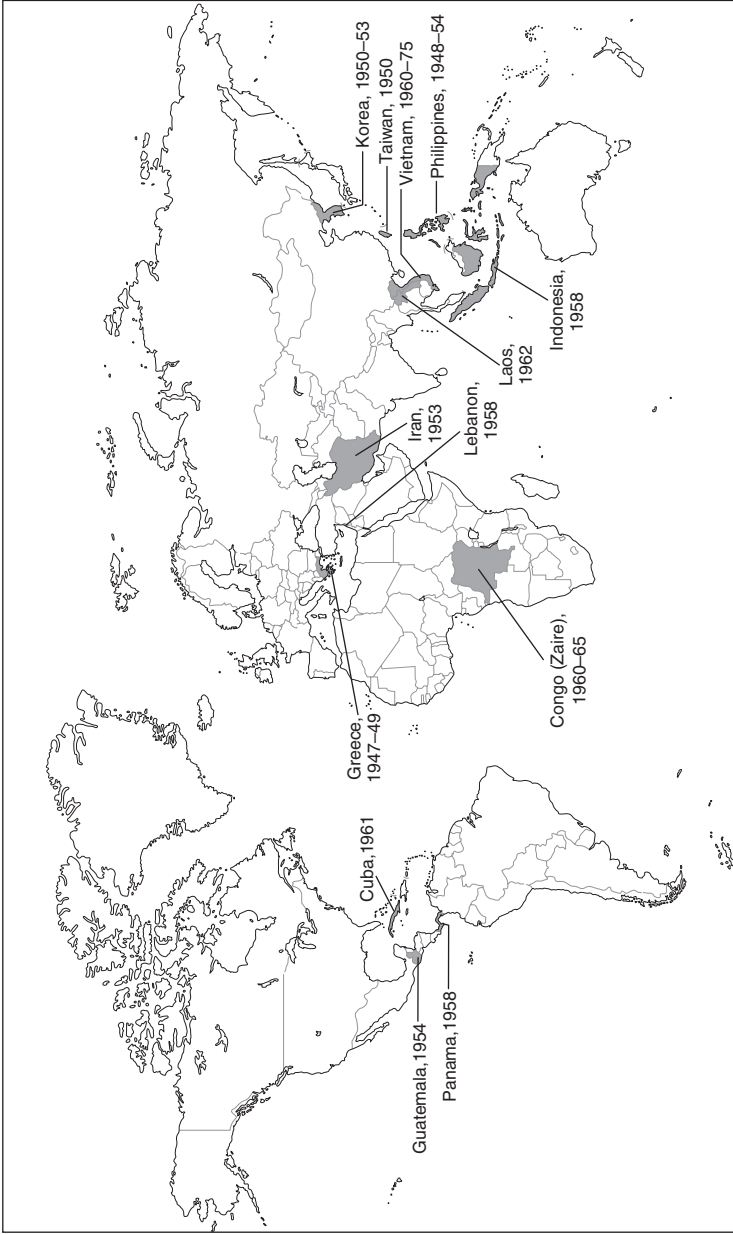 Korea, 1950–53
Taiwan, 1950
Vietnam, 1960–75
Philippines, 1948–54
Indonesia,
1958
Laos,
1962
Iran,
1953
Lebanon,
1958
Greece,
1947–49
Congo (Zaire),
1960–65
Cuba,1961
Guatemala,1954
Panama,1958